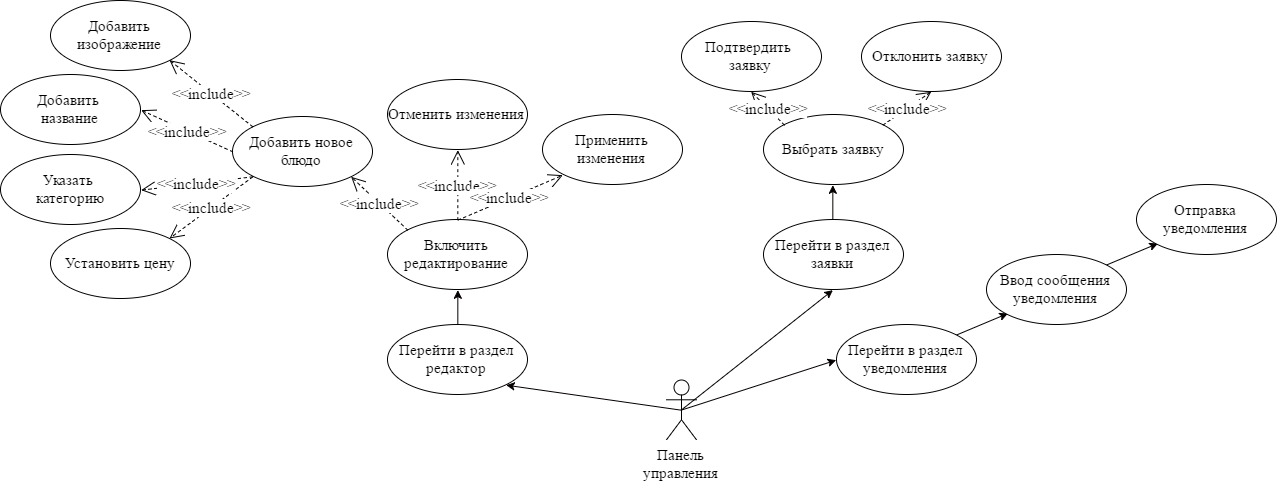 Добавить
изображение
<<include>>
Добавить
название
<<include>>
Добавить новое
блюдо
Указать
категорию
<<include>>
<<include>>
Установить цену
<<include>>
Отменить изменения
<<include>>
Применить
изменения
<<include>>
Включить
редактирование
Перейти в раздел
редактор
Подтвердить
заявку
Отклонить заявку
<<include>>
<<include>>
Выбрать заявку
Перейти в раздел
заявки
Отправка
уведомления
Ввод сообщения
уведомления
Перейти в раздел
уведомления
Панель
управления